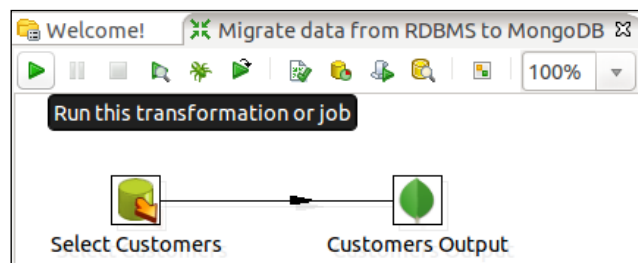 Welcome! Migrate data from RDBMS to MongoDB
100%
Run this transformation or job
Select Customers Customers Output